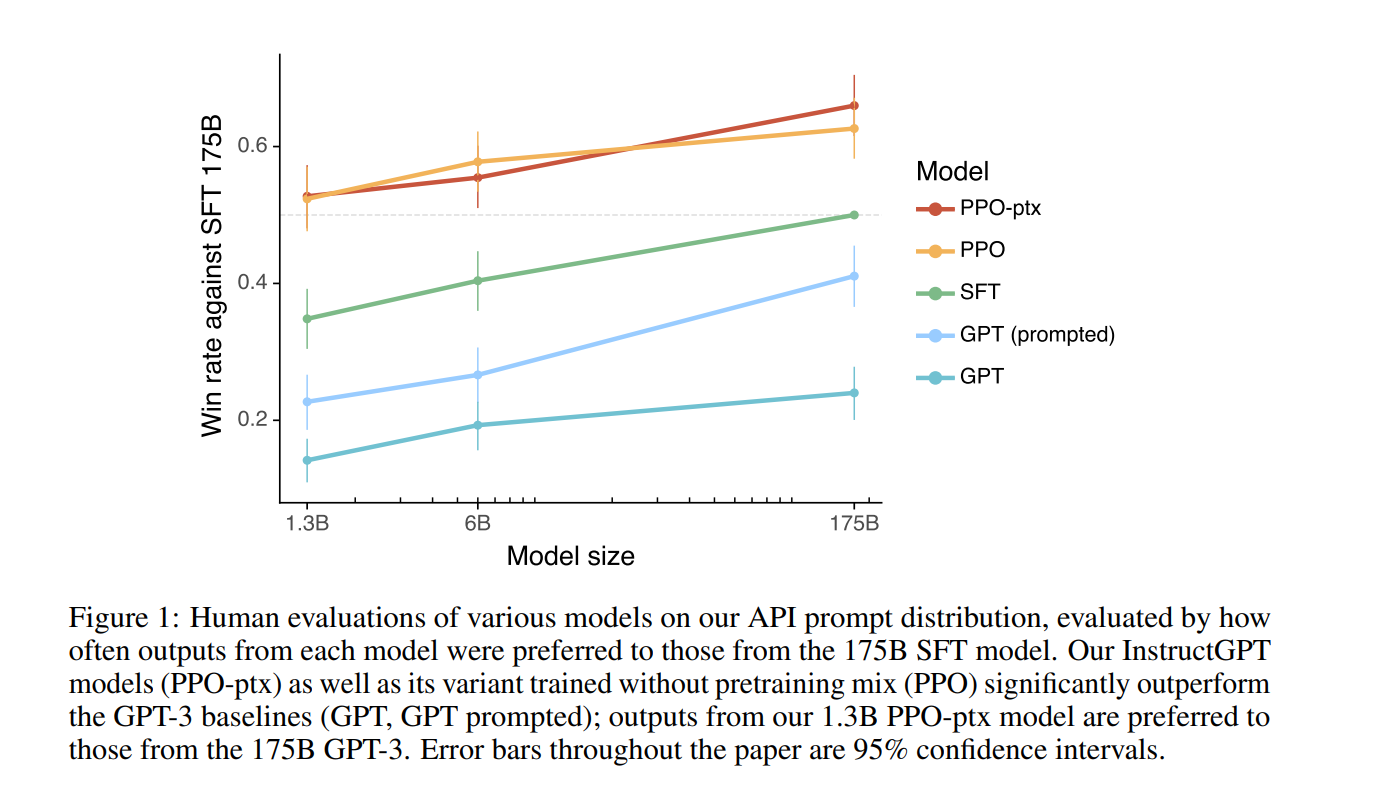 Win rate against SFT 175B
0.6
0.4
0.2
1.3B
6B
175B
Model size
Model
PPO-ptx
PPO
SFT
GPT (prompted)
GPT
Figure 1: Human evaluations of various models on our API prompt distribution, evaluated by how
often outputs from each model were preferred to those from the 175B SFT model. Our InstructGPT
models (PPO-ptx) as well as its variant trained without pretraining mix (PPO) significantly outperform
the GPT-3 baselines (GPT, GPT prompted); outputs from our 1.3B PPO-ptx model are preferred to
those from the 175B GPT-3. Error bars throughout the paper are 95% confidence intervals.